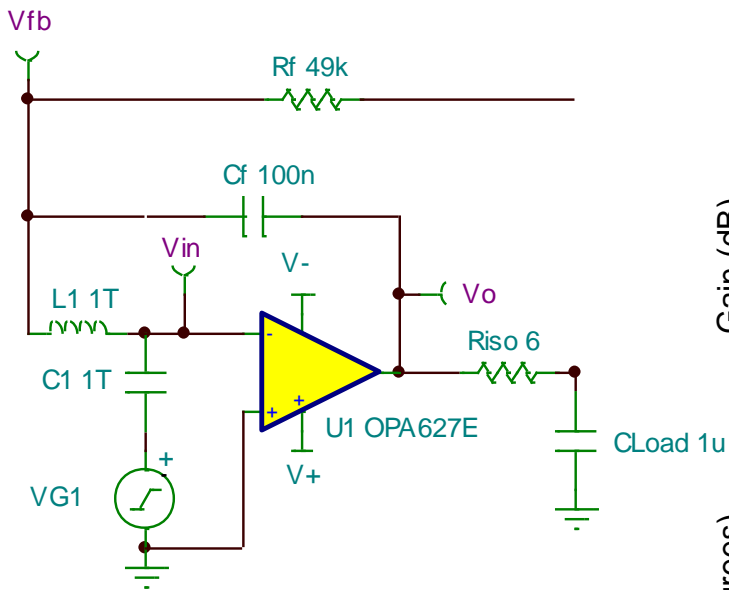 Vfb
Rf 49k
Cf 100n
Vin
V-
L1 1T
Vo
Riso 6
C1 1T
-
+
+
U1 OPA627E
CLoad 1u
V+
+
VG1
Gain (dB)